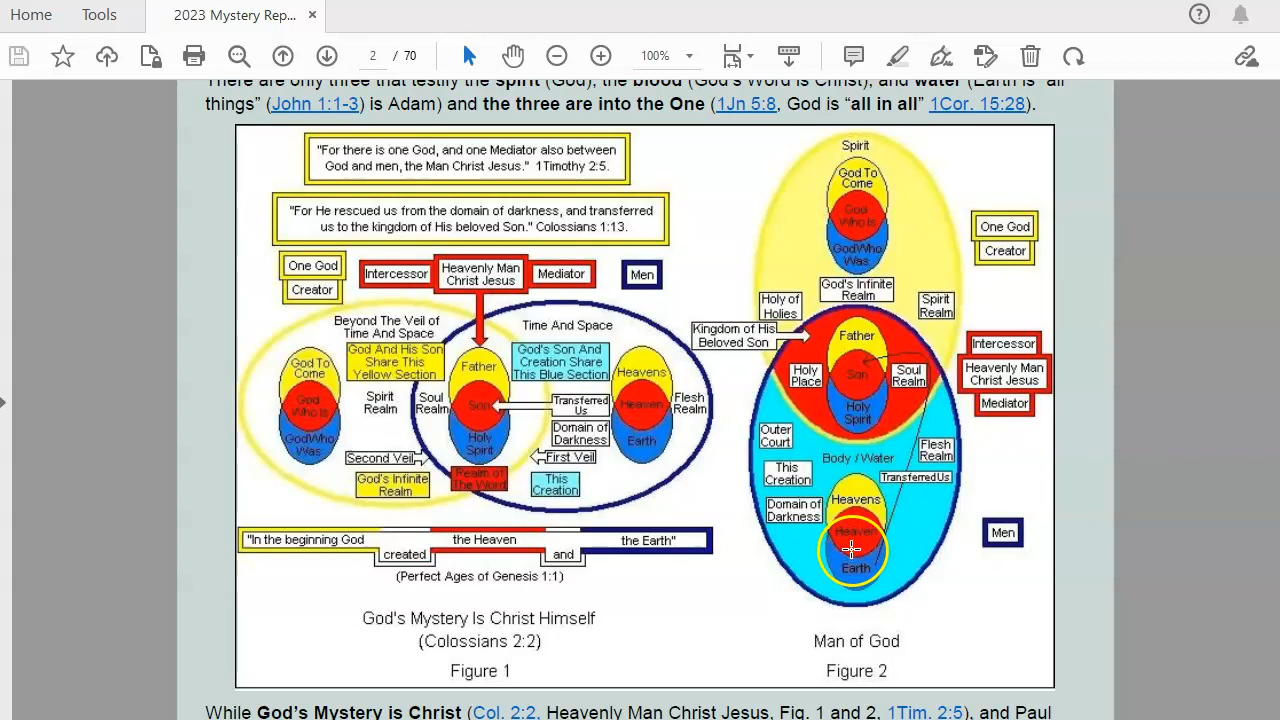 Home Tools 2023 Mystery Rep... ×
2 / 70 100%
There are only three that testify the spirit (God), the blood (God's Word is Christ), and water (Earth is "all
things" (John 1:1-3) is Adam) and the three are into the One (1Jn 5:8, God is "all in all" 1Cor. 15:28).
"For there is one God, and one Mediator also between
God and men, the Man Christ Jesus." 1Timothy 2:5.
"For He rescued us from the domain of darkness, and transferred
us to the kingdom of His beloved Son." Colossians 1:13.
One God
Creator
Intercessor
Heavenly Man
Christ Jesus
Mediator
Men
Beyond The Veil of
Time And Space
Time And Space
God And His Son
Share This
Yellow Section
God's Son And
Creation Share
This Blue Section
God To
Come
God
Who Is
GodWho
Was
Spirit
Realm
Soul
Realm
Father
Son
Holy
Spirit
Transferred
Us
Domain of
Darkness
Heavens
Heaven
Earth
Flesh
Realm
Second Veil
First Veil
God's Infinite
Realm
Realm of
The Word
This
Creation
"In the beginning God
created
the Heaven
and
the Earth"
(Perfect Ages of Genesis 1:1)
God's Mystery Is Christ Himself
(Colossians 2:2)
Figure 1
Spirit
God To
Come
God
Who Is
GodWho
Was
One God
Creator
God's Infinite
Realm
Holy of
Holies
Spirit
Realm
Kingdom of His
Beloved Son
Father
Son
Holy
Spirit
Holy
Place
Soul
Realm
Intercessor
Heavenly Man
Christ Jesus
Mediator
Outer
Court
Flesh
Realm
Body / Water
This
Creation
Transferred Us
Domain of
Darkness
Heavens
Heaven
Earth
Men
Man of God
Figure 2
While God's Mystery is Christ (Col. 2:2, Heavenly Man Christ Jesus, Fig. 1 and 2, 1Tim. 2:5), and Paul